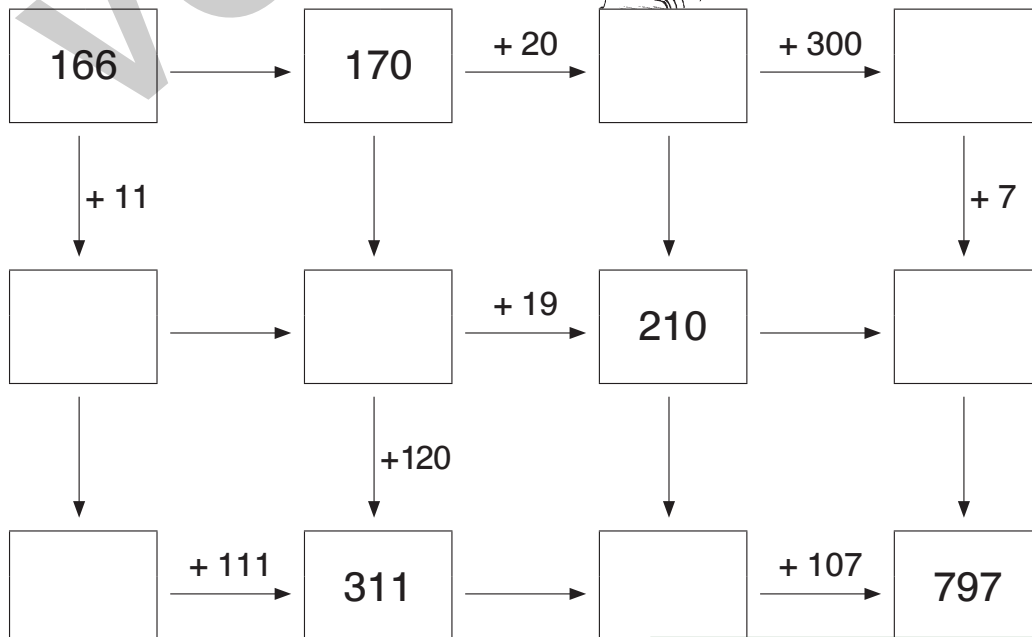 166 170 + 20 + 300
+ 11 + 7
+ 19 210
+120
+ 111 311 + 107 797